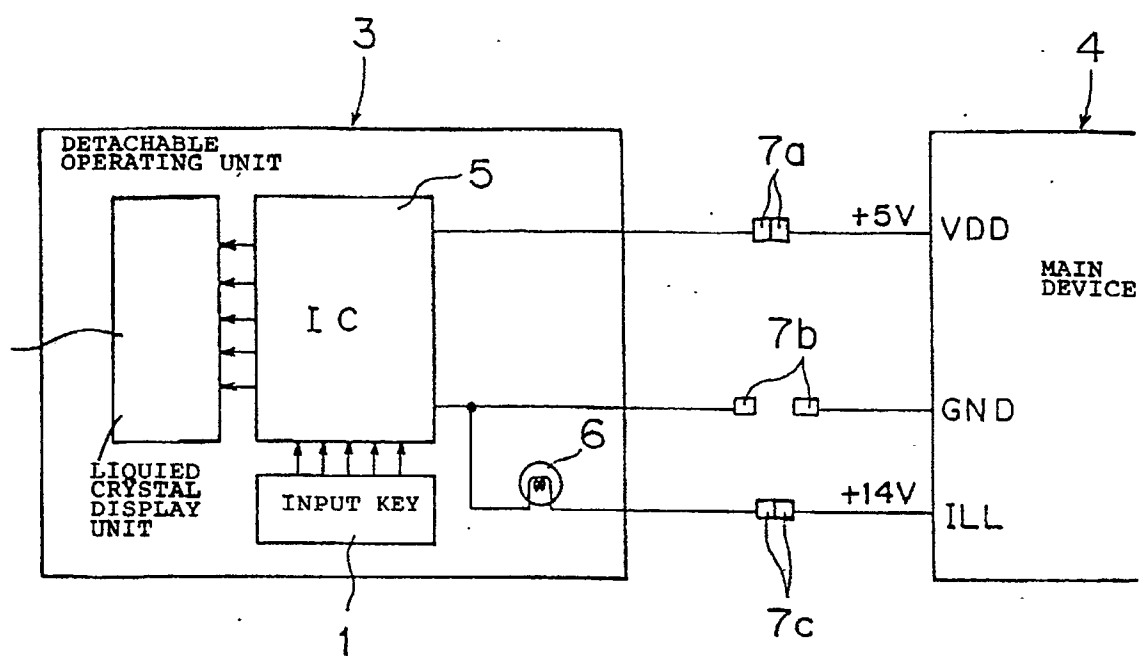 3
4
DETACHABLE
OPERATING UNIT
5
7a
+5V
VDD
MAIN
DEVICE
I C
7b
GND
6
LIQUIED
CRYSTAL
DISPLAY
UNIT
INPUT KEY
+14V
ILL
7c
1